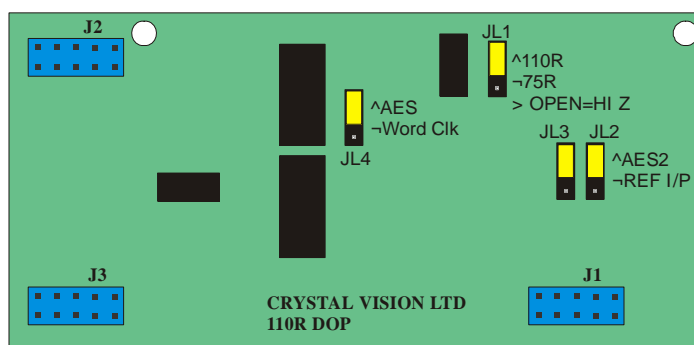 J2
JL1
^110R
¬75R
> OPEN=HI Z
^AES
¬Word Clk
JL4
JL3 JL2
^AES2
¬REF I/P
J3
J1
CRYSTAL VISION LTD
110R DOP